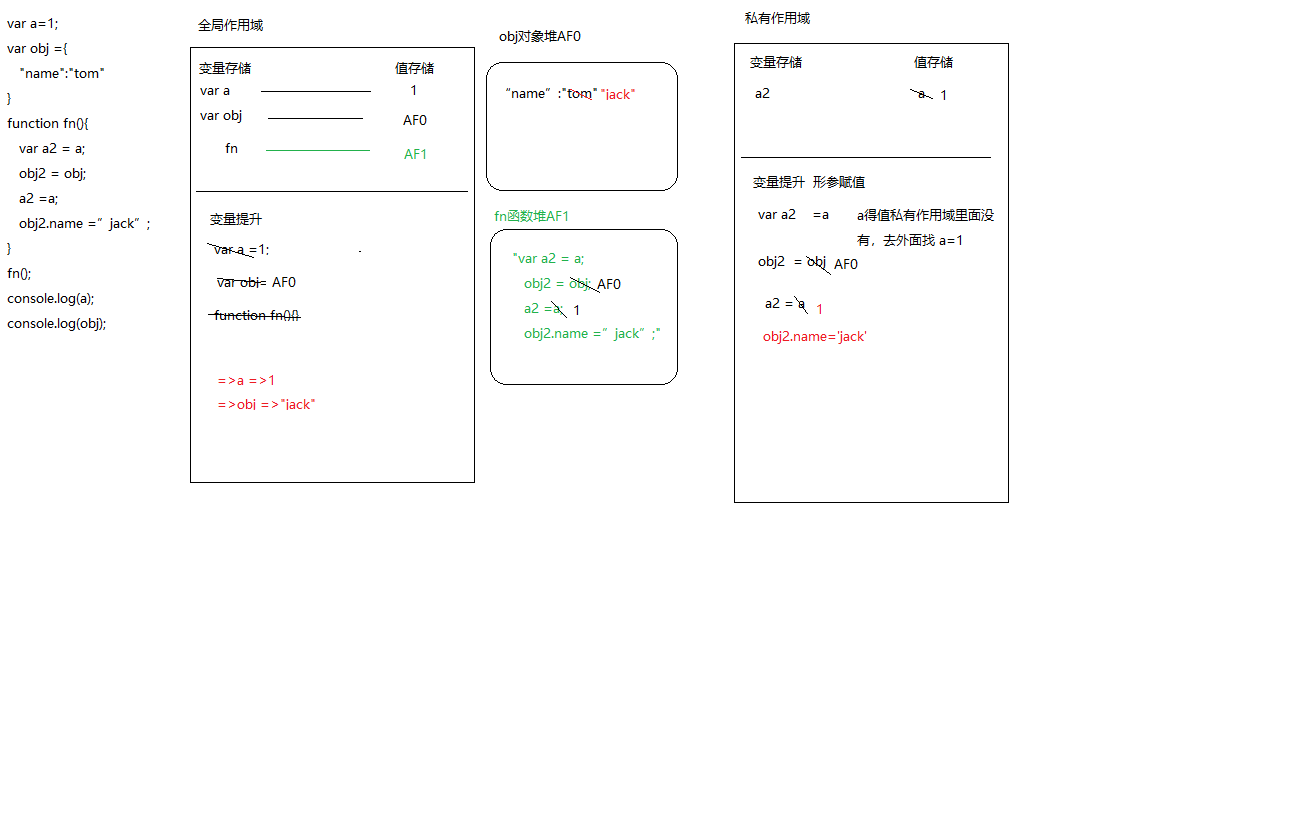 var a=1;
var obj ={
"name":"tom"
}
function fn(){
var a2 = a;
obj2 = obj;
a2 =a;
obj2.name =”jack”;
}
fn();
console.log(a);
console.log(obj);
全局作用域
变量存储 值存储
var a 1
var obj AF0
fn AF1
变量提升
var a =1;
var obj= AF0
function fn(){}
=>a =>1
=>obj =>"jack"
obj对象堆AF0
“name”:"tom" "jack"
fn函数堆AF1
"var a2 = a;
obj2 = obj; AF0
a2 =a; 1
obj2.name =”jack”;"
私有作用域
变量存储 值存储
a2 a 1
变量提升 形参赋值
var a2 =a a得值私有作用域里面没
有，去外面找 a=1
obj2 = obj AF0
a2 = a 1
obj2.name='jack'